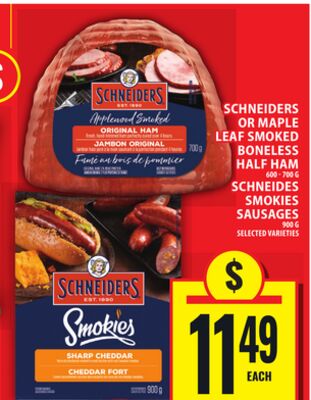 $
SCHNEIDERS
EST. 1890
Applewood Smoked
ORIGINAL HAM
JAMBON ORIGINAL
Fumé au bois de pommier
700 g
SCHNEIDERS
OR MAPLE
LEAF SMOKED
BONELESS
HALF HAM
600 - 700 G
SCHNEIDES
SMOKIES
SAUSAGES
900 G
SELECTED VARIETIES
SCHNEIDERS
EST. 1890
Smokies
SHARP CHEDDAR
CHEDDAR FORT
900 g
$
11 49
EACH